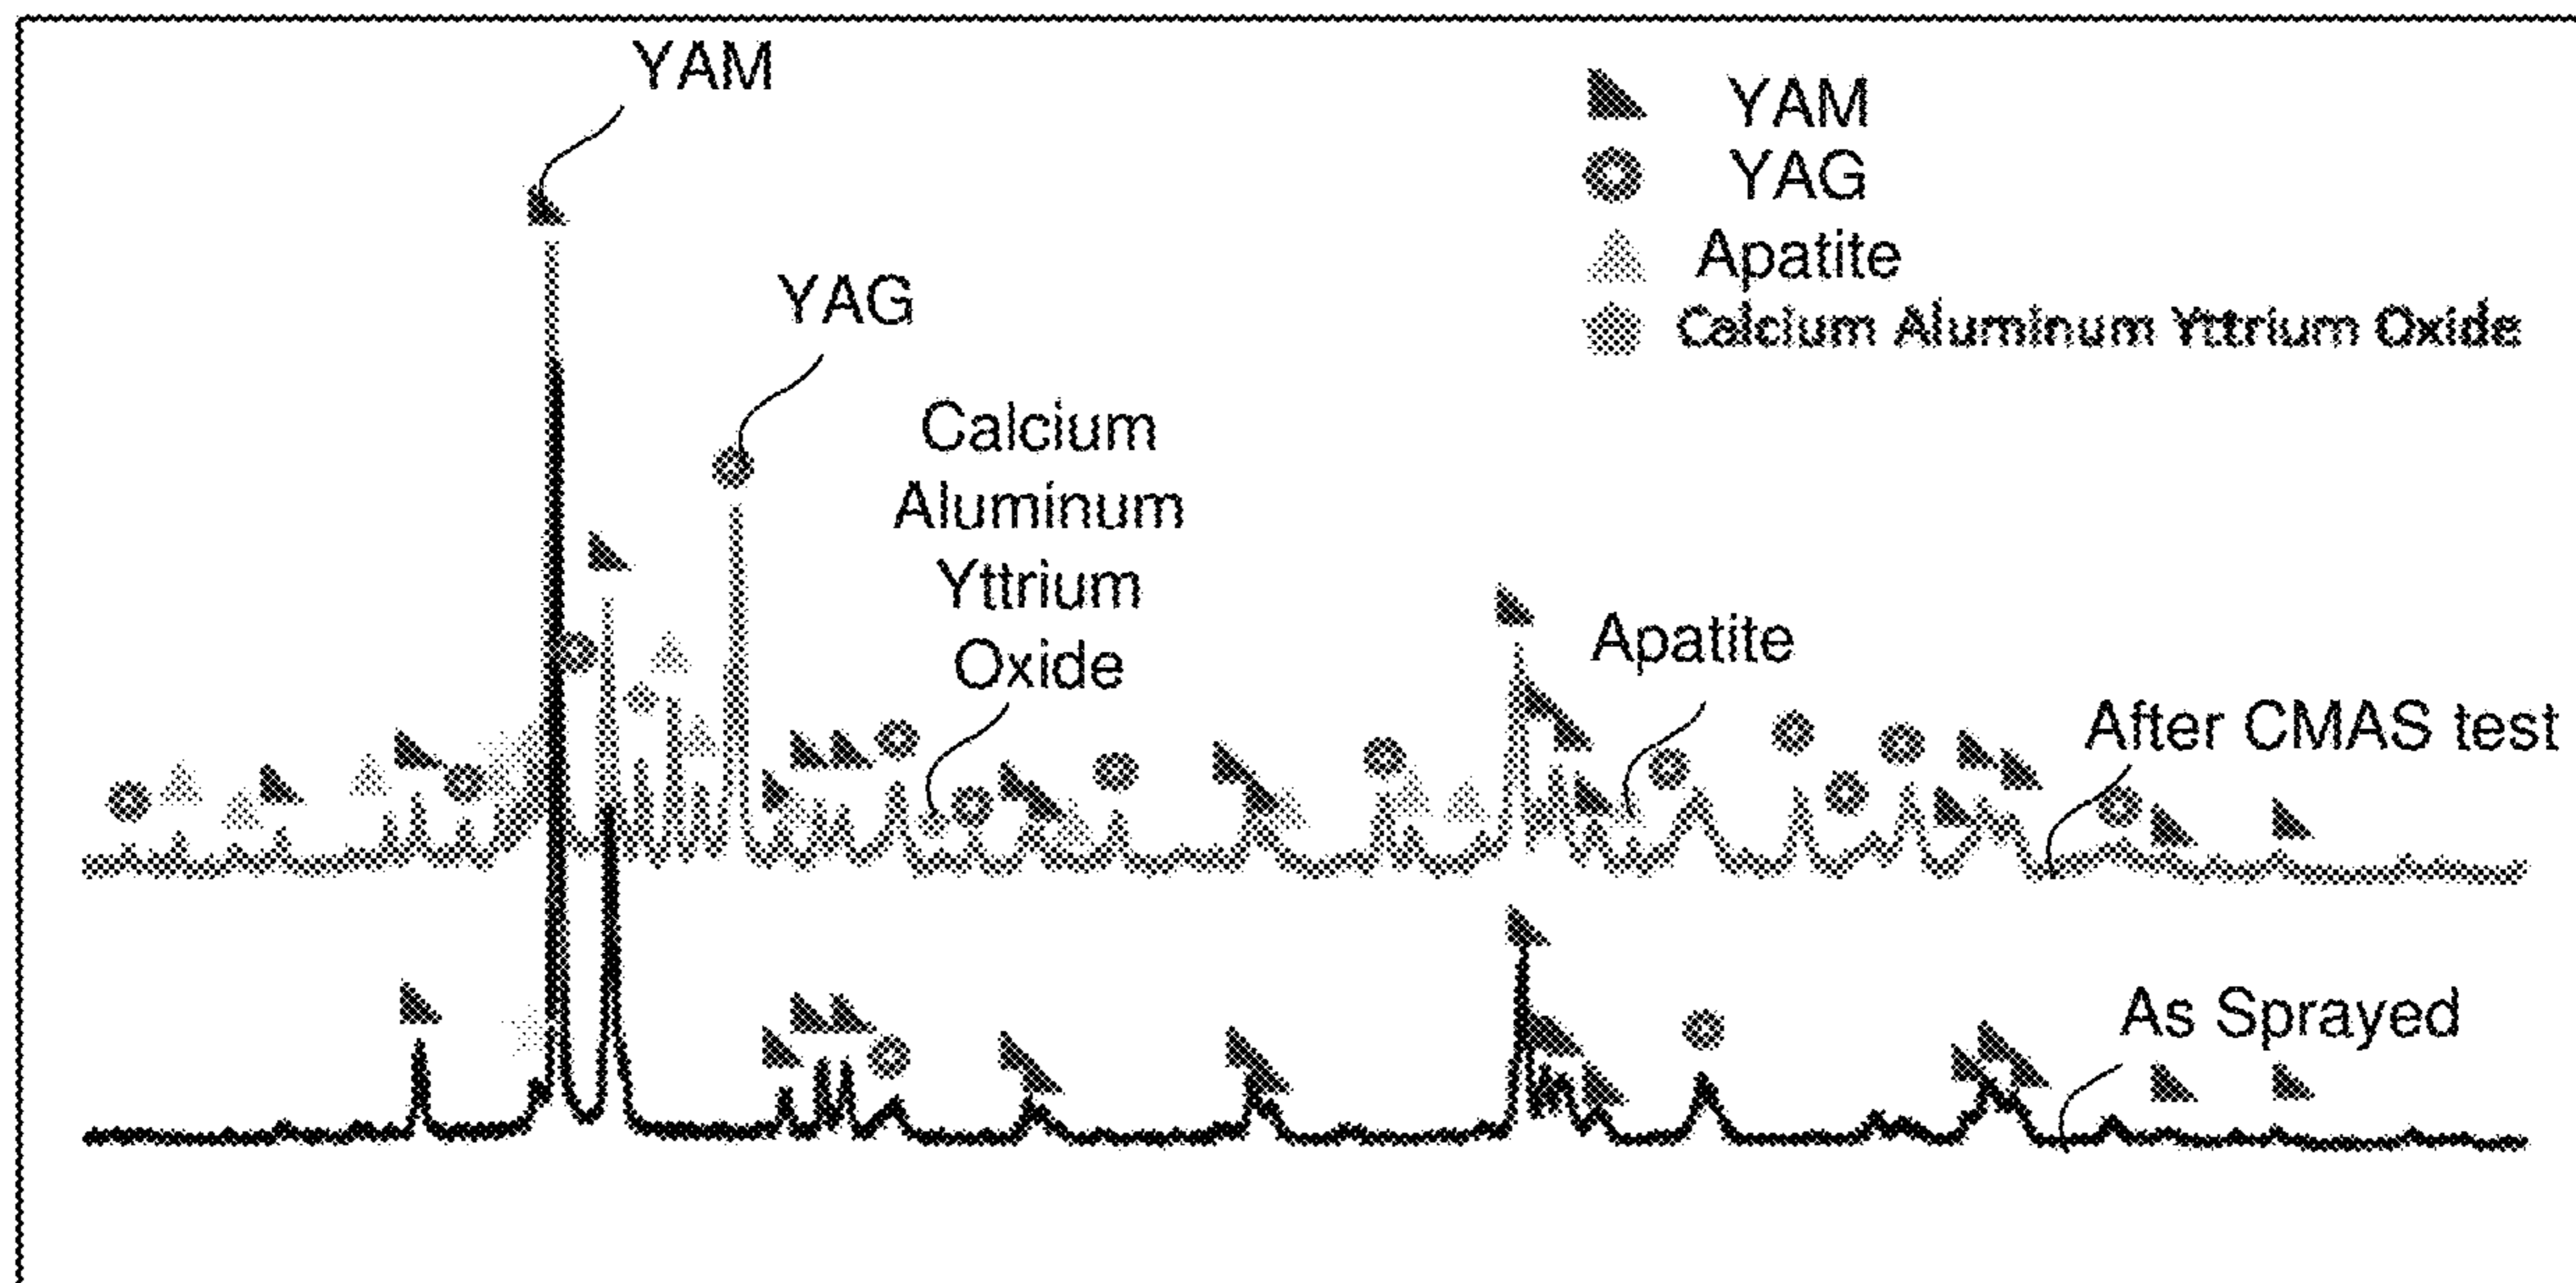 YAM
YAM
YAG
Apatite
Calcium Aluminum Yttrium Oxide
YAG
Calcium
Aluminum
Yttrium
Oxide
Apatite
After CMAS test
As Sprayed